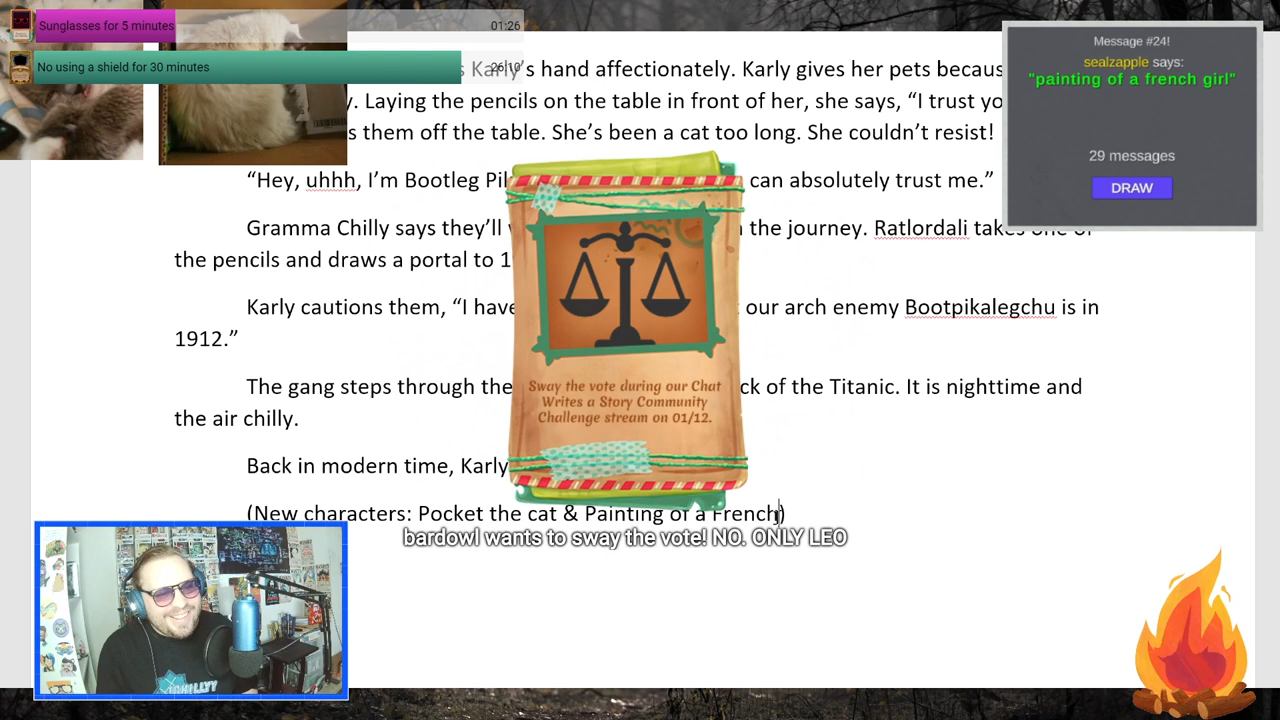 Sunglasses for 5 minutes 01:26
No using a shield for 30 minutes 26:10
Message #24!
sealzapple says:
"painting of a french girl"
29 messages
DRAW
s Karly's hand affectionately. Karly gives her pets becaus
y. Laying the pencils on the table in front of her, she says, “I trust yo
s them off the table. She’s been a cat too long. She couldn’t resist!
“Hey, uhhh, I’m Bootleg Pi can absolutely trust me.”
Gramma Chilly says they’ll the journey. Ratlordali takes one of
the pencils and draws a portal to 1
Karly cautions them, “I have our arch enemy Bootpikalegchu is in
1912.”
The gang steps through the ck of the Titanic. It is nighttime and
the air chilly.
Back in modern time, Karly
(New characters: Pocket the cat & Painting of a French)
Sway the vote during our Chat
Writes a Story Community
Challenge stream on 01/12.
bardowl wants to sway the vote! NO. ONLY LEO